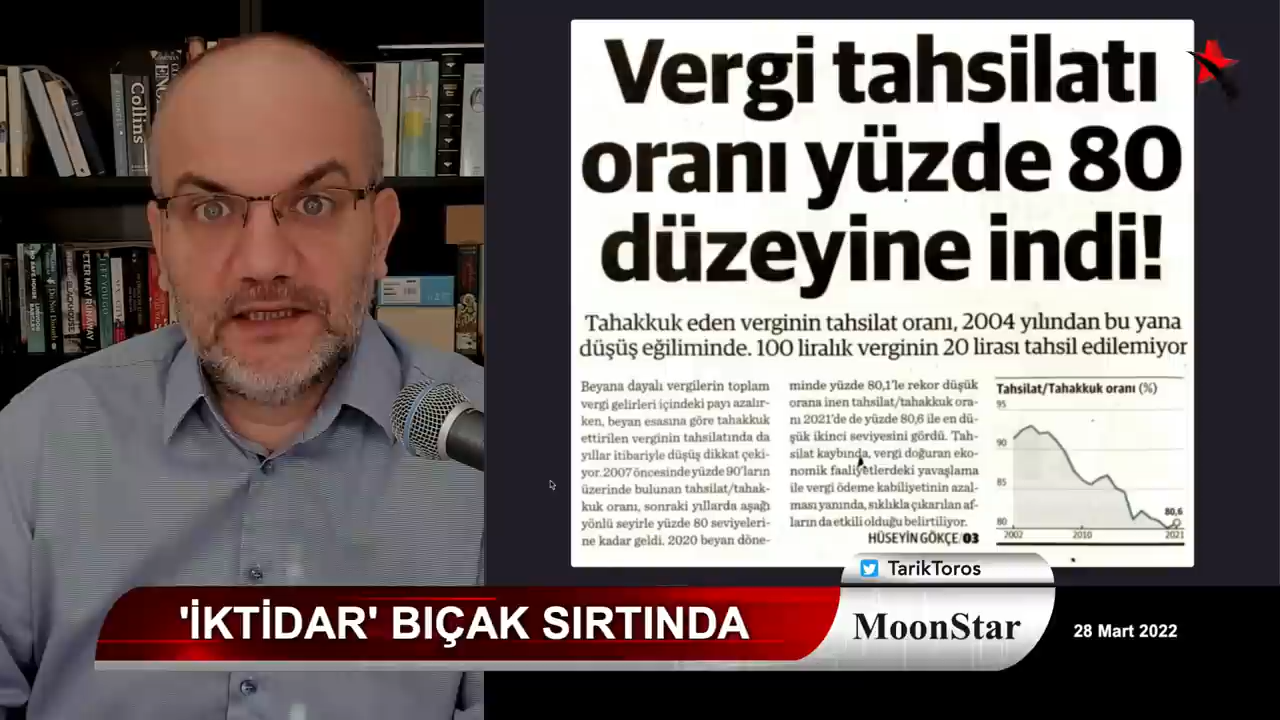 Vergi tahsilatı
oranı yüzde 80
düzeyine indi!
Tahakkuk eden verginin tahsilat oranı, 2004 yılından bu yana
düşüş eğiliminde. 100 liralık verginin 20 lirası tahsil edilemiyor
Beyana dayalı vergilerin toplam
vergi gelirleri içindeki payı azalır-
ken, beyan esasına göre tahakkuk
ettirilen verginin tahsilatında da
yıllar itibariyle düşüş dikkat çeki-
yor. 2007 öncesinde yüzde 90'ların
üzerinde bulunan tahsilat/tahak-
kuk oranı, sonraki yıllarda aşağı
yönlü seyirle yüzde 80 seviyeleri-
ne kadar geldi. 2020 beyan döne-
minde yüzde 80,1'le rekor düşük
orana inen tahsilat/tahakkuk ora-
nı 2021'de de yüzde 80,6 ile en dü-
şük ikinci seviyesini gördü. Tah-
silat kaybında, vergi doğuran eko-
nomik faaliyetlerdeki yavaşlama
ile vergi ödeme kabiliyetinin azal-
ması yanında, sıklıkla çıkarılan af-
ların da etkili olduğu belirtiliyor.
HÜSEYİN GÖKÇE/03
Tahsilat/Tahakkuk oranı (%)
95
90
85
80
80,6
2002
2010
2021
Collins
PETER MAY RUNAWAY
TarikToros
'İKTİDAR' BIÇAK SIRTINDA
MoonStar
28 Mart 2022